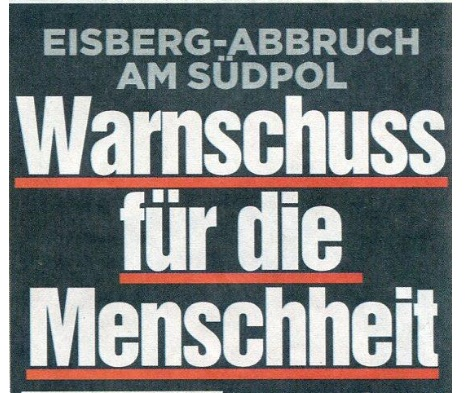 EISBERG-ABBRUCH
AM SÜDPOL
Warnschuss
für die
Menschheit